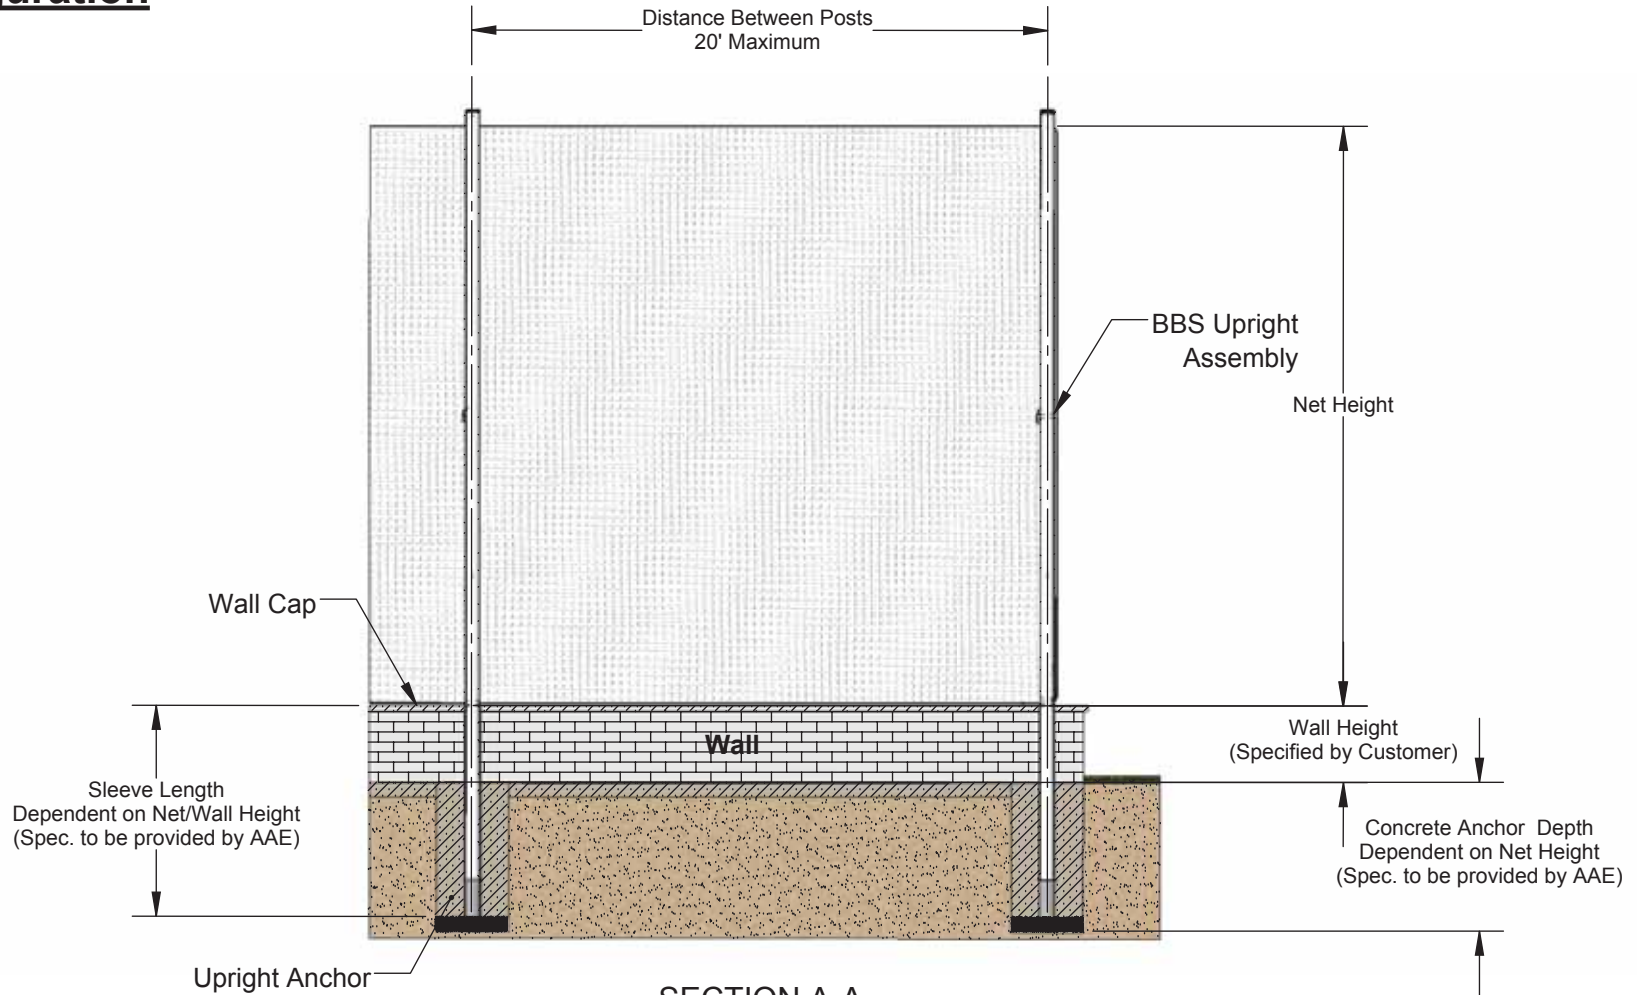 Distance Between Posts
20' Maximum
BBS Upright
Assembly
Net Height
Wall Cap
Wall
Wall Height
(Specified by Customer)
Sleeve Length
Dependent on Net/Wall Height
(Spec. to be provided by AAE)
Concrete Anchor Depth
Dependent on Net Height
(Spec. to be provided by AAE)
Upright Anchor